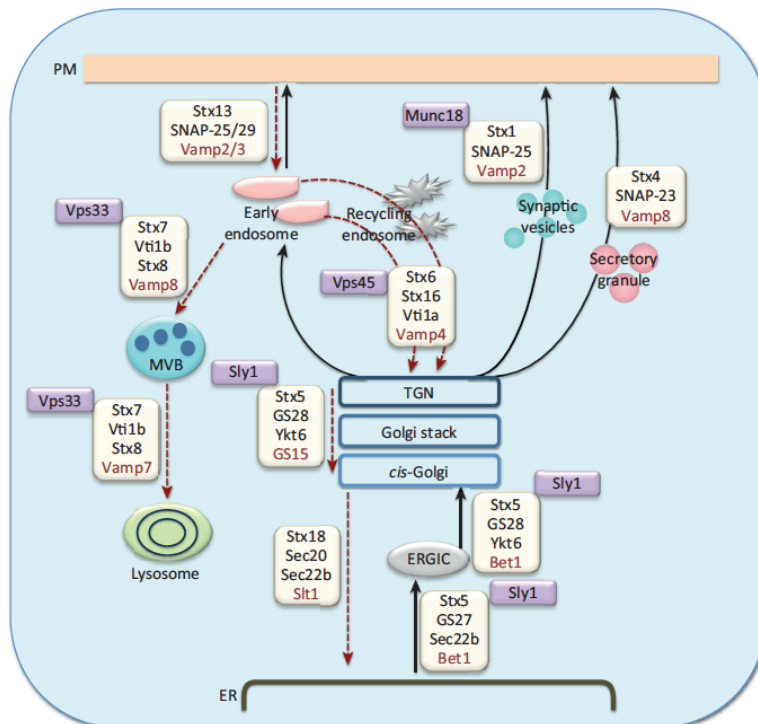 PM
Stx13
SNAP-25/29
Vamp2/3
Munc18
Stx1
SNAP-25
Vamp2
Stx4
SNAP-23
Vamp8
Vps33
Stx7
Vti1b
Stx8
Vamp8
Early
endosome
Recycling
endosome
Synaptic
vesicles
Secretory
granule
Vps45
Stx6
Stx16
Vti1a
Vamp4
MVB
Vps33
Stx7
Vti1b
Stx8
Vamp7
Sly1
Stx5
GS28
Ykt6
GS15
TGN
Golgi stack
cis-Golgi
Lysosome
Stx18
Sec20
Sec22b
Slt1
ERGIC
Sly1
Stx5
GS28
Ykt6
Bet1
Sly1
Stx5
GS27
Sec22b
Bet1
ER